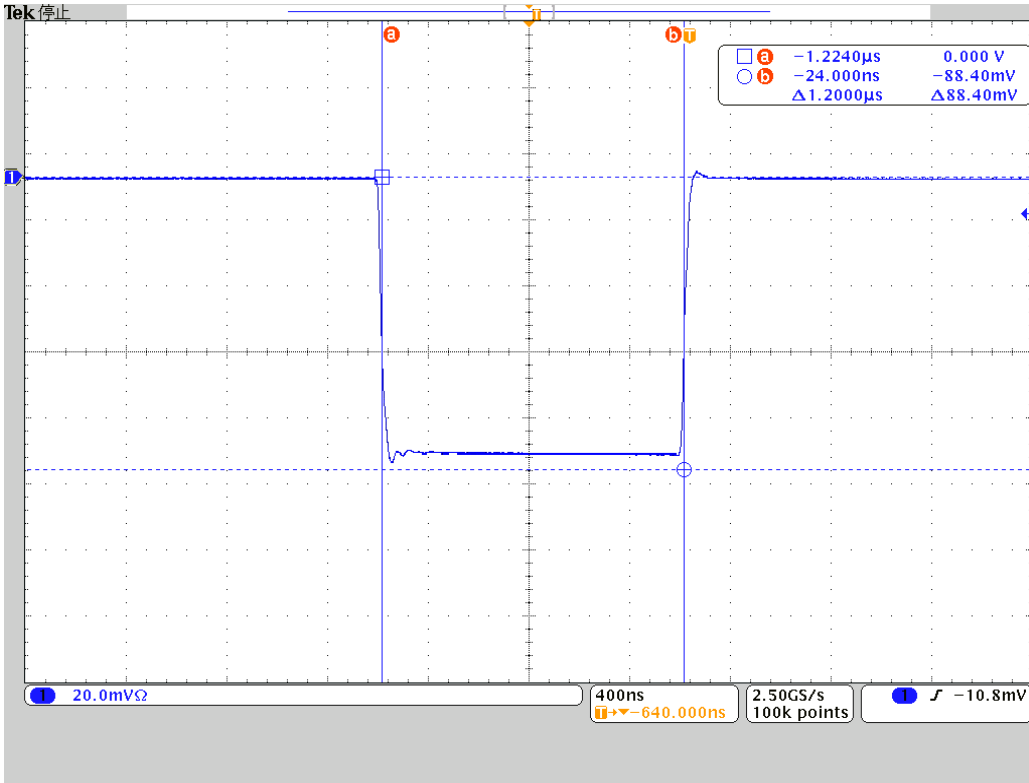 Tek 停止
T
a
b T
a -1.2240μs 0.000 V
b -24.000ns -88.40mV
Δ1.2000μs Δ88.40mV
1
1 20.0mVΩ
400ns
T→▼-640.000ns
2.50GS/s
100k points
1 ∫ -10.8mV